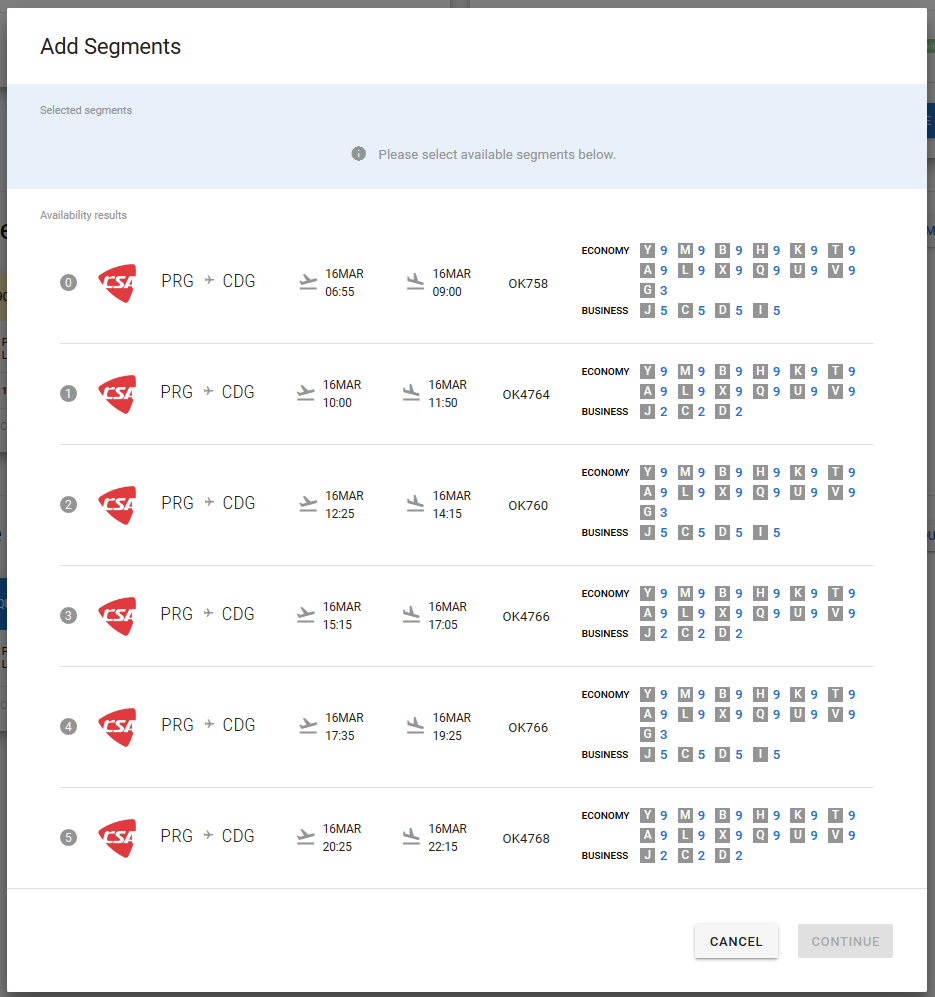 Add Segments
Selected segments
Please select available segments below.
Availability results
0 CSA PRG CDG 16MAR 06:55 16MAR 09:00 OK758
ECONOMY Y 9 M 9 B 9 H 9 K 9 T 9
A 9 L 9 X 9 Q 9 U 9 V 9
G 3
BUSINESS J 5 C 5 D 5 I 5
1 CSA PRG CDG 16MAR 10:00 16MAR 11:50 OK4764
ECONOMY Y 9 M 9 B 9 H 9 K 9 T 9
A 9 L 9 X 9 Q 9 U 9 V 9
BUSINESS J 2 C 2 D 2
2 CSA PRG CDG 16MAR 12:25 16MAR 14:15 OK760
ECONOMY Y 9 M 9 B 9 H 9 K 9 T 9
A 9 L 9 X 9 Q 9 U 9 V 9
G 3
BUSINESS J 5 C 5 D 5 I 5
3 CSA PRG CDG 16MAR 15:15 16MAR 17:05 OK4766
ECONOMY Y 9 M 9 B 9 H 9 K 9 T 9
A 9 L 9 X 9 Q 9 U 9 V 9
BUSINESS J 2 C 2 D 2
4 CSA PRG CDG 16MAR 17:35 16MAR 19:25 OK766
ECONOMY Y 9 M 9 B 9 H 9 K 9 T 9
A 9 L 9 X 9 Q 9 U 9 V 9
G 3
BUSINESS J 5 C 5 D 5 I 5
5 CSA PRG CDG 16MAR 20:25 16MAR 22:15 OK4768
ECONOMY Y 9 M 9 B 9 H 9 K 9 T 9
A 9 L 9 X 9 Q 9 U 9 V 9
BUSINESS J 2 C 2 D 2
CANCEL CONTINUE